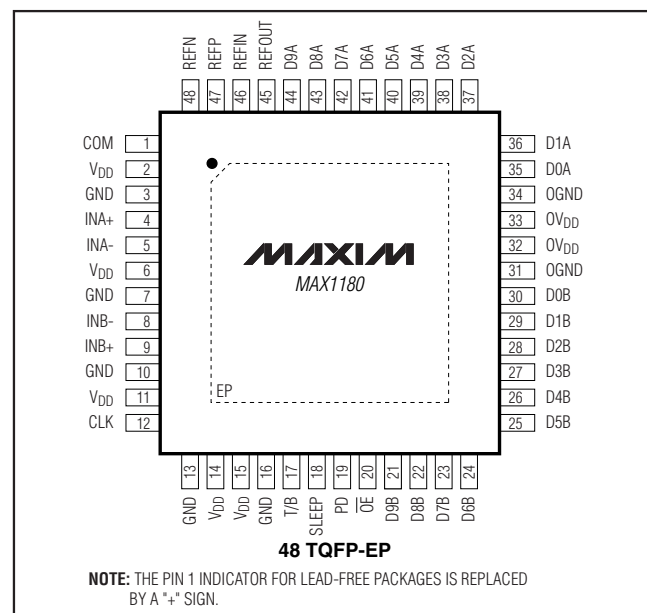 REFN
REFP
REFIN
REFOUT
D9A
D8A
D7A
D6A
D5A
D4A
D3A
D2A
48
47
46
45
44
43
42
41
40
39
38
37
COM 1
VDD 2
GND 3
INA+ 4
INA- 5
VDD 6
GND 7
INB- 8
INB+ 9
GND 10
VDD 11
CLK 12
MAXIM
MAX1180
EP
36 D1A
35 D0A
34 OGND
33 OVDD
32 OVDD
31 OGND
30 D0B
29 D1B
28 D2B
27 D3B
26 D4B
25 D5B
13
14
15
16
17
18
19
20
21
22
23
24
GND
VDD
VDD
GND
T/B
SLEEP
PD
O̅E̅
D9B
D8B
D7B
D6B
48 TQFP-EP
NOTE: THE PIN 1 INDICATOR FOR LEAD-FREE PACKAGES IS REPLACED
BY A "+" SIGN.